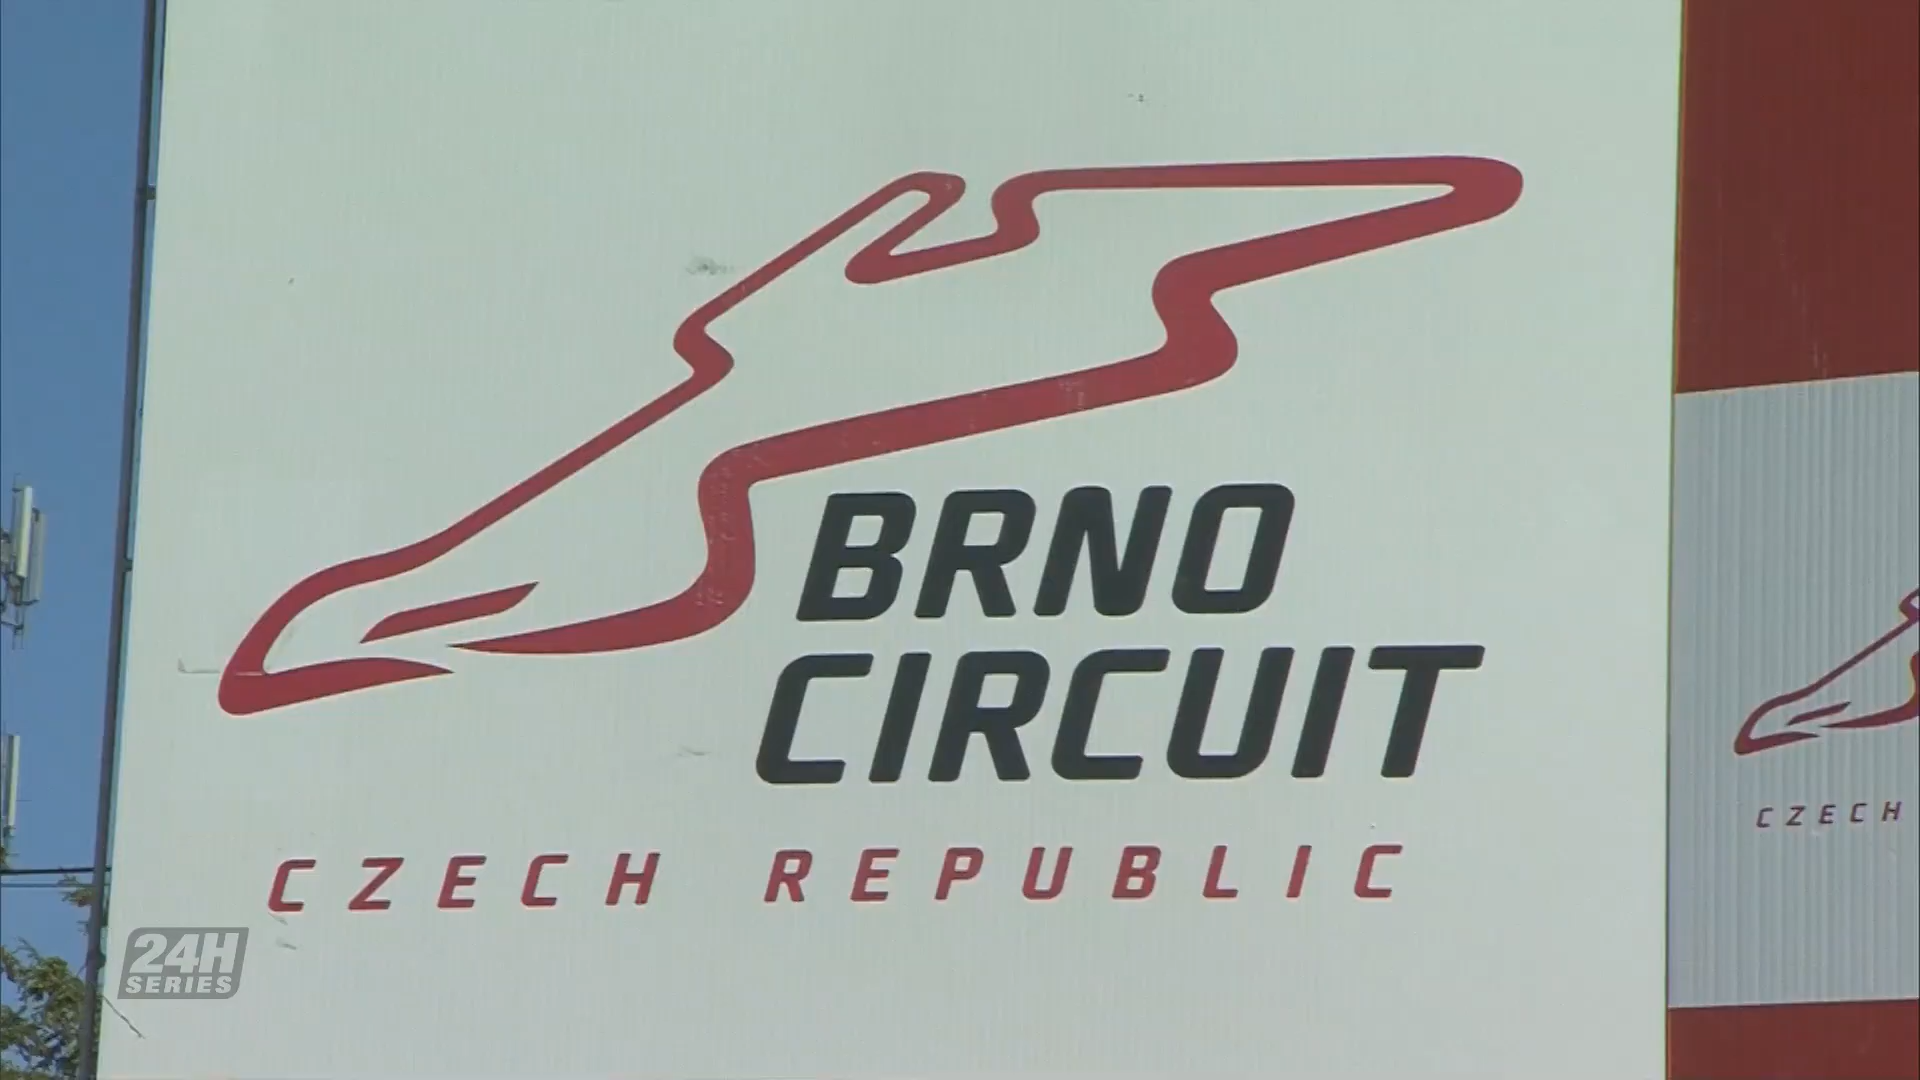 BRNO
CIRCUIT
CZECH REPUBLIC
CZECH
24H
SERIES